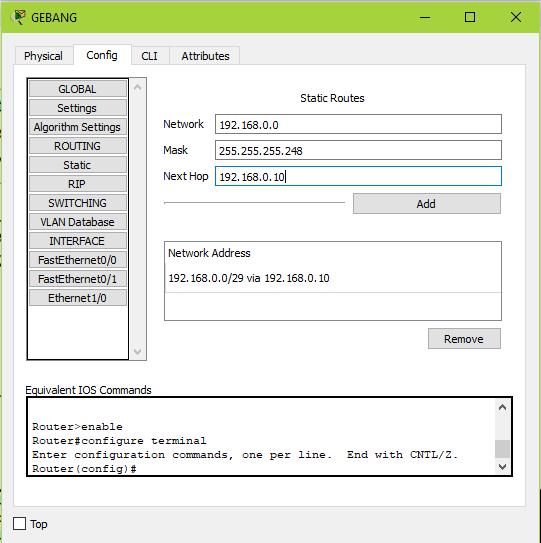 GEBANG
Physical Config CLI Attributes
GLOBAL
Settings
Algorithm Settings
ROUTING
Static
RIP
SWITCHING
VLAN Database
INTERFACE
FastEthernet0/0
FastEthernet0/1
Ethernet1/0
Static Routes
Network 192.168.0.0
Mask 255.255.255.248
Next Hop 192.168.0.10
Add
Network Address
192.168.0.0/29 via 192.168.0.10
Remove
Equivalent IOS Commands
Router>enable
Router#configure terminal
Enter configuration commands, one per line.  End with CNTL/Z.
Router(config)#
Top